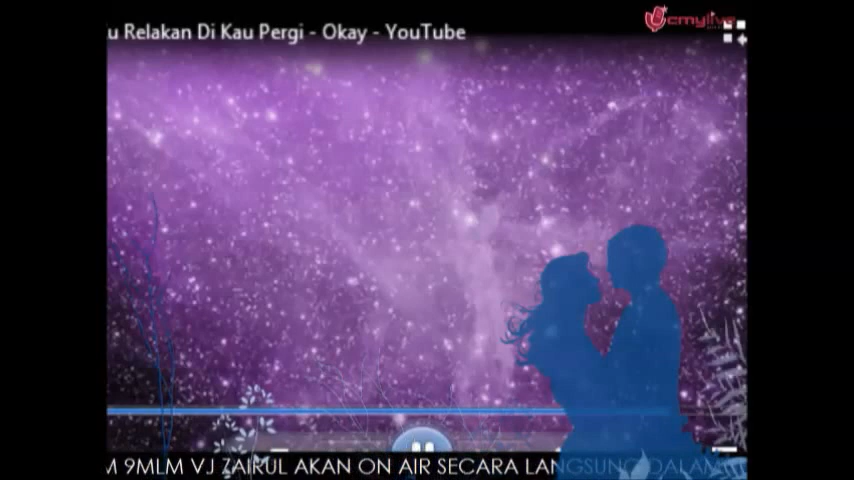 u Relakan Di Kau Pergi - Okay - YouTube
cmylive
M 9MLM VJ ZAIRUL AKAN ON AIR SECARA LANGSUNG DALAM